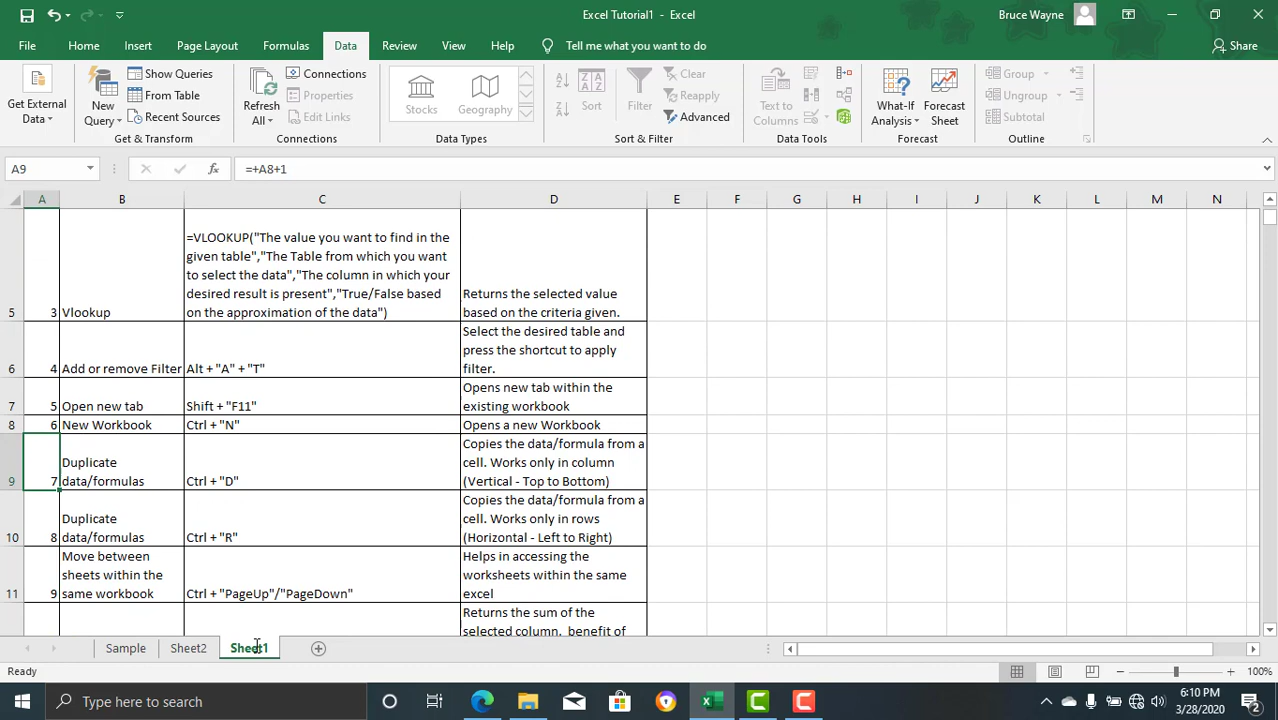 Excel Tutorial1 - Excel
Bruce Wayne
File Home Insert Page Layout Formulas Data Review View Help Tell me what you want to do Share
Get External Data
New Query
Show Queries
From Table
Recent Sources
Get & Transform
Refresh All
Connections
Properties
Edit Links
Connections
Stocks
Geography
Data Types
Sort
Filter
Clear
Reapply
Advanced
Sort & Filter
Text to Columns
Data Tools
What-If Analysis
Forecast Sheet
Forecast
Group
Ungroup
Subtotal
Outline
A9
fx
=+A8+1
A B C D E F G H I J K L M N
5
3
Vlookup
=VLOOKUP("The value you want to find in the
given table","The Table from which you want
to select the data","The column in which your
desired result is present","True/False based
on the approximation of the data")
Returns the selected value
based on the criteria given.
6
4
Add or remove Filter
Alt + "A" + "T"
Select the desired table and
press the shortcut to apply
filter.
7
5
Open new tab
Shift + "F11"
Opens new tab within the
existing workbook
8
6
New Workbook
Ctrl + "N"
Opens a new Workbook
9
7
Duplicate
data/formulas
Ctrl + "D"
Copies the data/formula from a
cell. Works only in column
(Vertical - Top to Bottom)
10
8
Duplicate
data/formulas
Ctrl + "R"
Copies the data/formula from a
cell. Works only in rows
(Horizontal - Left to Right)
11
9
Move between
sheets within the
same workbook
Ctrl + "PageUp"/"PageDown"
Helps in accessing the
worksheets within the same
excel
Returns the sum of the
selected column, benefit of
Sample Sheet2 Sheet1
Ready
100%
Type here to search
6:10 PM
3/28/2020
2